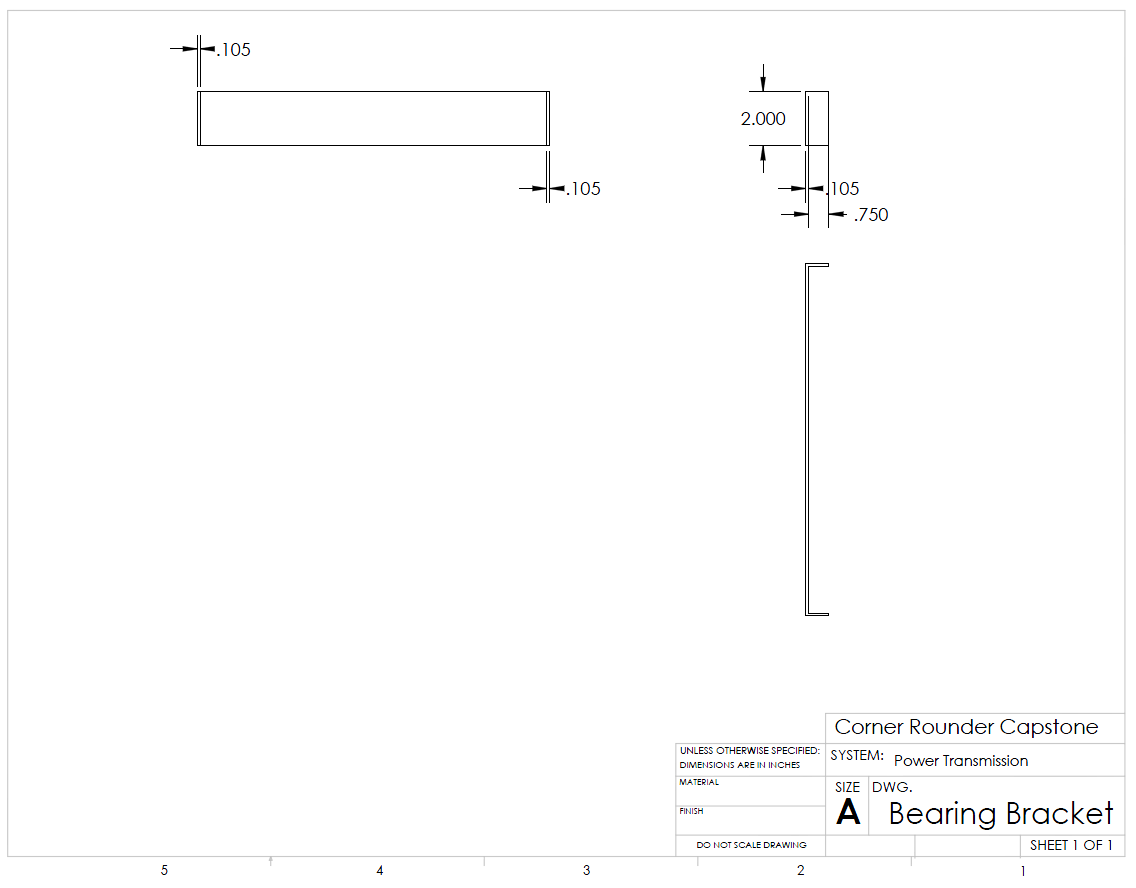 .105
2.000
.105
.105
.750
Corner Rounder Capstone
UNLESS OTHERWISE SPECIFIED:
DIMENSIONS ARE IN INCHES
SYSTEM: Power Transmission
MATERIAL
FINISH
SIZE
A
DWG.
Bearing Bracket
DO NOT SCALE DRAWING
SHEET 1 OF 1
5 4 3 2 1